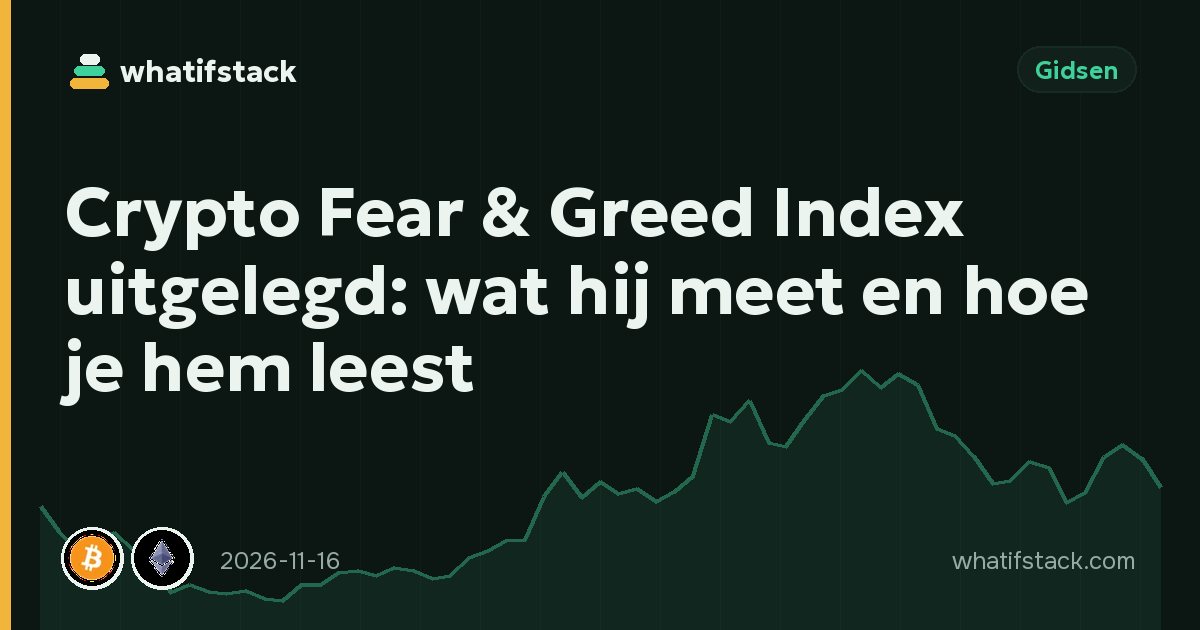 whatifstack
Gidsen
Crypto Fear & Greed Index
uitgelegd: wat hij meet en hoe
je hem leest
2026-11-16
whatifstack.com